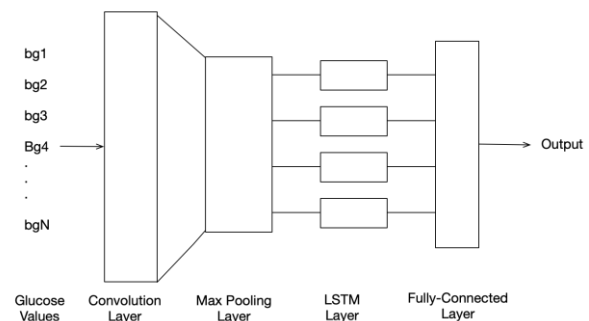 bg1
bg2
bg3
Bg4
.
.
.
bgN
Output
Glucose
Values
Convolution
Layer
Max Pooling
Layer
LSTM
Layer
Fully-Connected
Layer